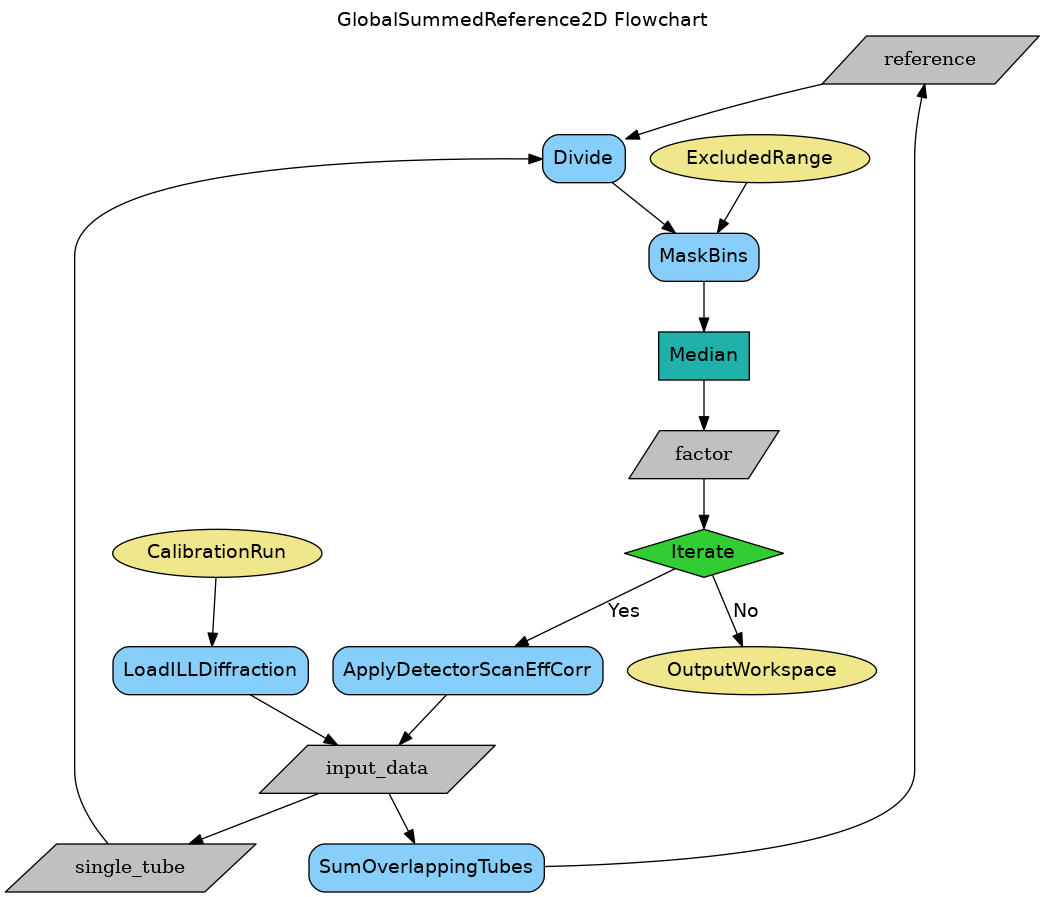 GlobalSummedReference2D Flowchart
reference
Divide
ExcludedRange
MaskBins
Median
factor
CalibrationRun
Iterate
Yes
No
LoadILLDiffraction
ApplyDetectorScanEffCorr
OutputWorkspace
input_data
single_tube
SumOverlappingTubes